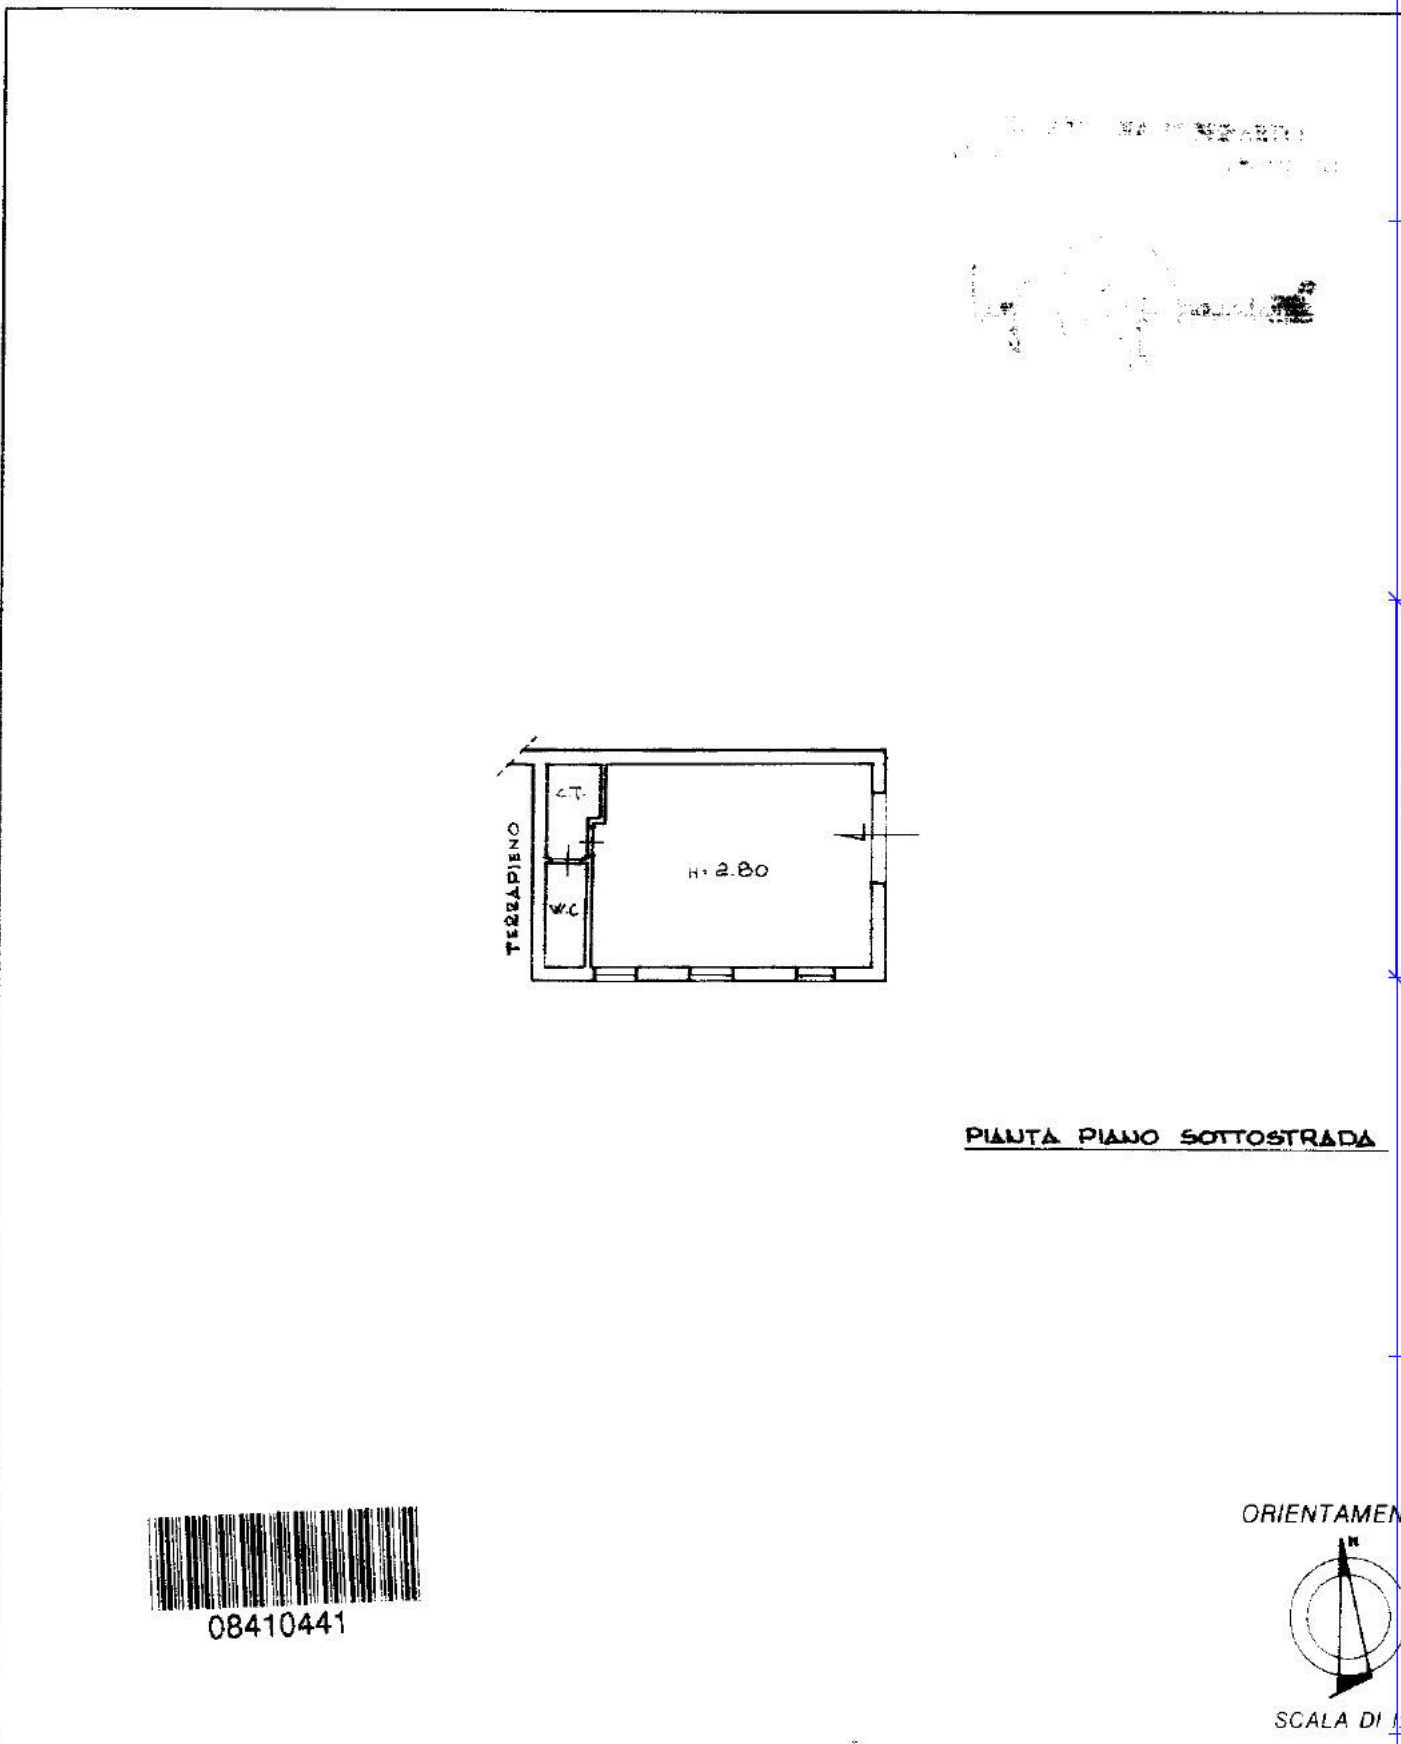 C.T.
TERRAPIENO
H= 2.80
W.C
PIANTA PIANO SOTTOSTRADA
ORIENTAMEN
N
08410441
SCALA DI